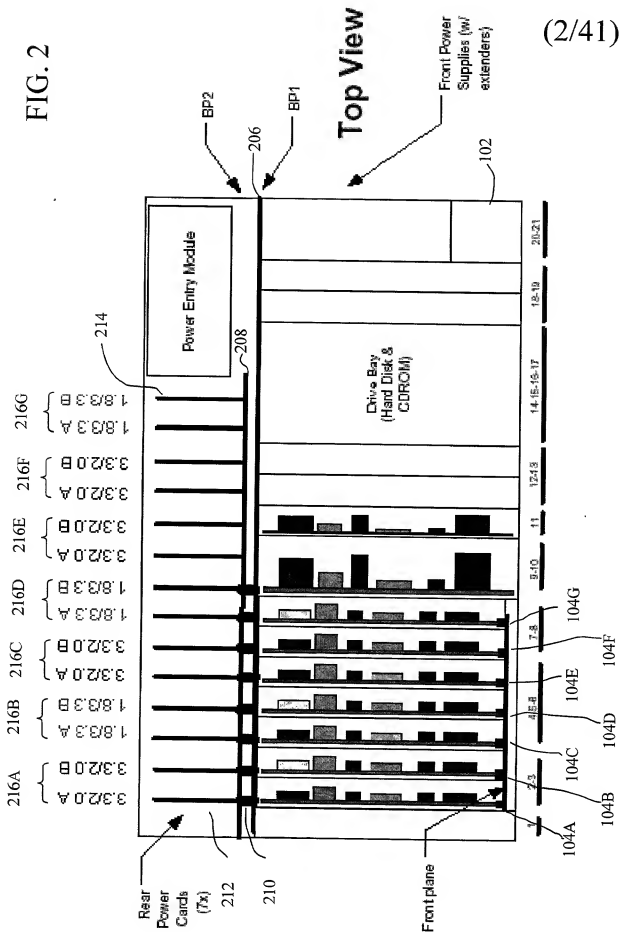 (2/41)
FIG. 2
Top View
Front Power
Supplies (w/
extenders)
BP2
BP1
206
102
Power Entry Module
208
214
216G
1.8/3.3 B
1.8/3.3 A
216F
3.3/2.0 B
3.3/2.0 A
216E
3.3/2.0 B
3.3/2.0 A
216D
1.8/3.3 B
1.8/3.3 A
216C
3.3/2.0 B
3.3/2.0 A
216B
1.8/3.3 B
1.8/3.3 A
216A
3.3/2.0 B
3.3/2.0 A
Drive Bay
(Hard Disk &
CDROM)
20-21
18-19
14-15-16-17
12-13
11
9-10
7-8
4-5-6
2-3
1
104G
104F
104E
104D
104C
104B
104A
Rear
Power
Cards
(7x)
212
210
Front plane